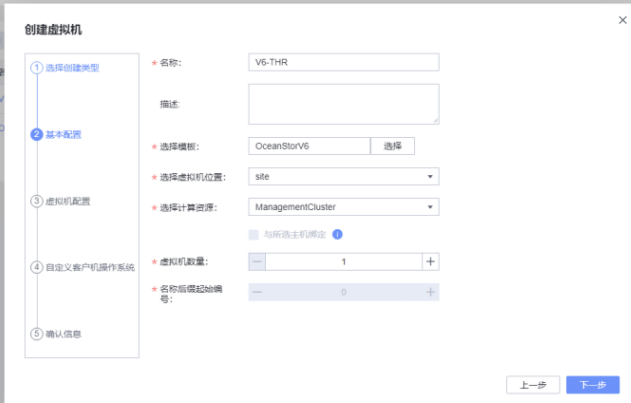 创建虚拟机
1 选择创建类型
2 基本配置
3 虚拟机配置
4 自定义客户机操作系统
5 确认信息
* 名称: V6-THR
描述:
* 选择模板: OceanStorV6 选择
* 选择虚拟机位置: site
* 选择计算资源: ManagementCluster
与所选主机绑定 i
* 虚拟机数量: — 1 +
* 名称后缀起始编
号: — 0 +
上一步 下一步